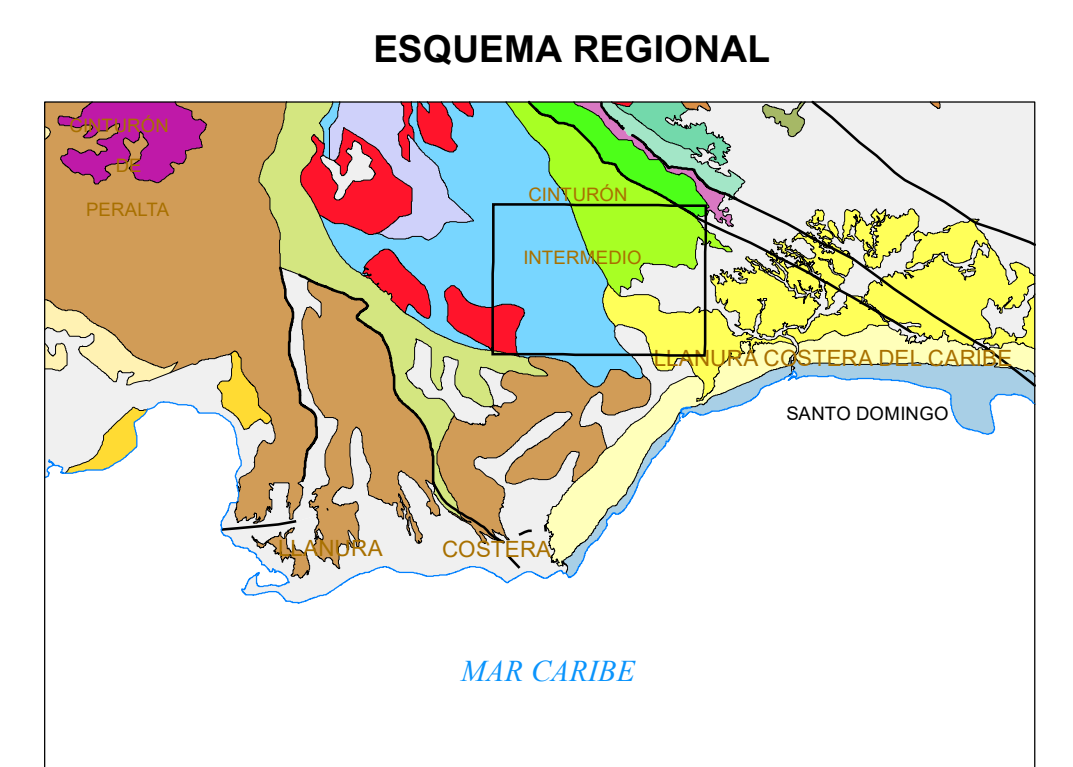 ESQUEMA REGIONAL
CINTURÓN
DE
PERALTA
CINTURÓN
INTERMEDIO
LLANURA COSTERA DEL CARIBE
SANTO DOMINGO
LLANURA COSTERA
MAR CARIBE